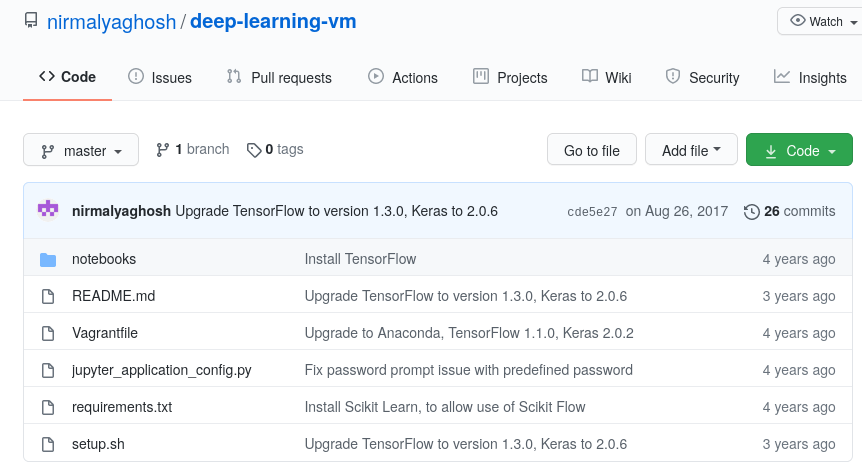 nirmalyaghosh / deep-learning-vm
Watch
Code Issues Pull requests Actions Projects Wiki Security Insights
master 1 branch 0 tags Go to file Add file Code
nirmalyaghosh Upgrade TensorFlow to version 1.3.0, Keras to 2.0.6 cde5e27 on Aug 26, 2017 26 commits
notebooks Install TensorFlow 4 years ago
README.md Upgrade TensorFlow to version 1.3.0, Keras to 2.0.6 3 years ago
Vagrantfile Upgrade to Anaconda, TensorFlow 1.1.0, Keras 2.0.2 4 years ago
jupyter_application_config.py Fix password prompt issue with predefined password 4 years ago
requirements.txt Install Scikit Learn, to allow use of Scikit Flow 4 years ago
setup.sh Upgrade TensorFlow to version 1.3.0, Keras to 2.0.6 3 years ago